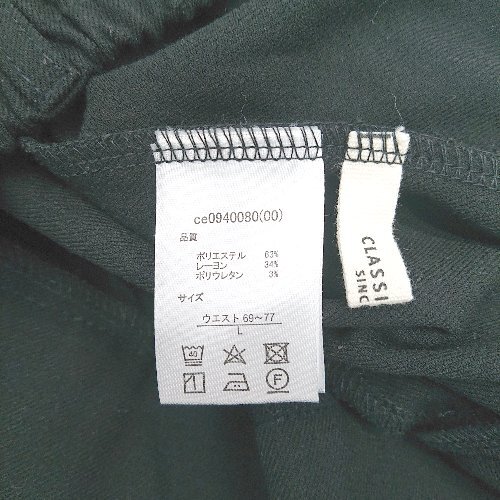 ce0940080(00)
品質
ポリエステル 63%
レーヨン 34%
ポリウレタン 3%
サイズ
ウエスト 69～77
L
40
F
CLASSI
SINC